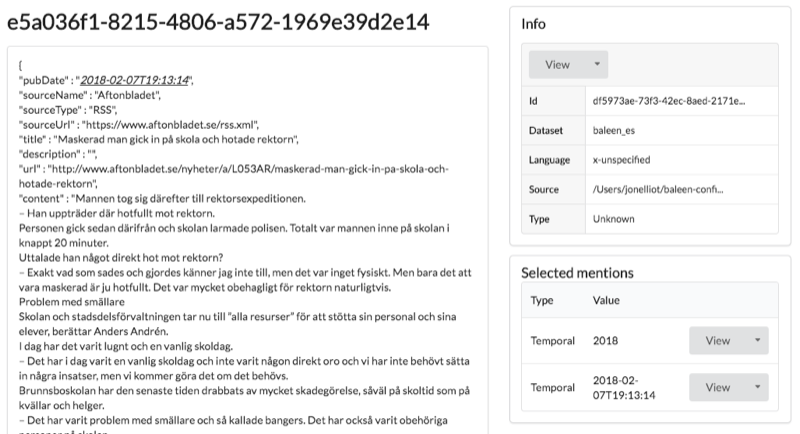 e5a036f1-8215-4806-a572-1969e39d2e14
{
"pubDate" : "2018-02-07T19:13:14",
"sourceName" : "Aftonbladet",
"sourceType" : "RSS",
"sourceUrl" : "https://www.aftonbladet.se/rss.xml",
"title" : "Maskerad man gick in på skola och hotade rektorn",
"description" : "",
"url" : "http://www.aftonbladet.se/nyheter/a/L053AR/maskerad-man-gick-in-pa-skola-och-
hotade-rektorn",
"content" : "Mannen tog sig därefter till rektorsexpeditionen.
– Han uppträder där hotfullt mot rektorn.
Personen gick sedan därifrån och skolan larmade polisen. Totalt var mannen inne på skolan i
knappt 20 minuter.
Uttalade han något direkt hot mot rektorn?
– Exakt vad som sades och gjordes känner jag inte till, men det var inget fysiskt. Men bara det att
vara maskerad är ju hotfullt. Det var mycket obehagligt för rektorn naturligtvis.
Problem med smällare
Skolan och stadsdelsförvaltningen tar nu till "alla resurser" för att stötta sin personal och sina
elever, berättar Anders Andrén.
I dag har det varit lugnt och en vanlig skoldag.
– Det har i dag varit en vanlig skoldag och inte varit någon direkt oro och vi har inte behövt sätta
in några insatser, men vi kommer göra det om det behövs.
Brunnsboskolan har den senaste tiden drabbats av mycket skadegörelse, såväl på skoltid som på
kvällar och helger.
– Det har varit problem med smällare och så kallade bangers. Det har också varit obehöriga
Info
View
Id df5973ae-73f3-42ec-8aed-2171e...
Dataset baleen_es
Language x-unspecified
Source /Users/jonelliot/baleen-confi...
Type Unknown
Selected mentions
Type Value
Temporal 2018 View
Temporal 2018-02-
07T19:13:14 View